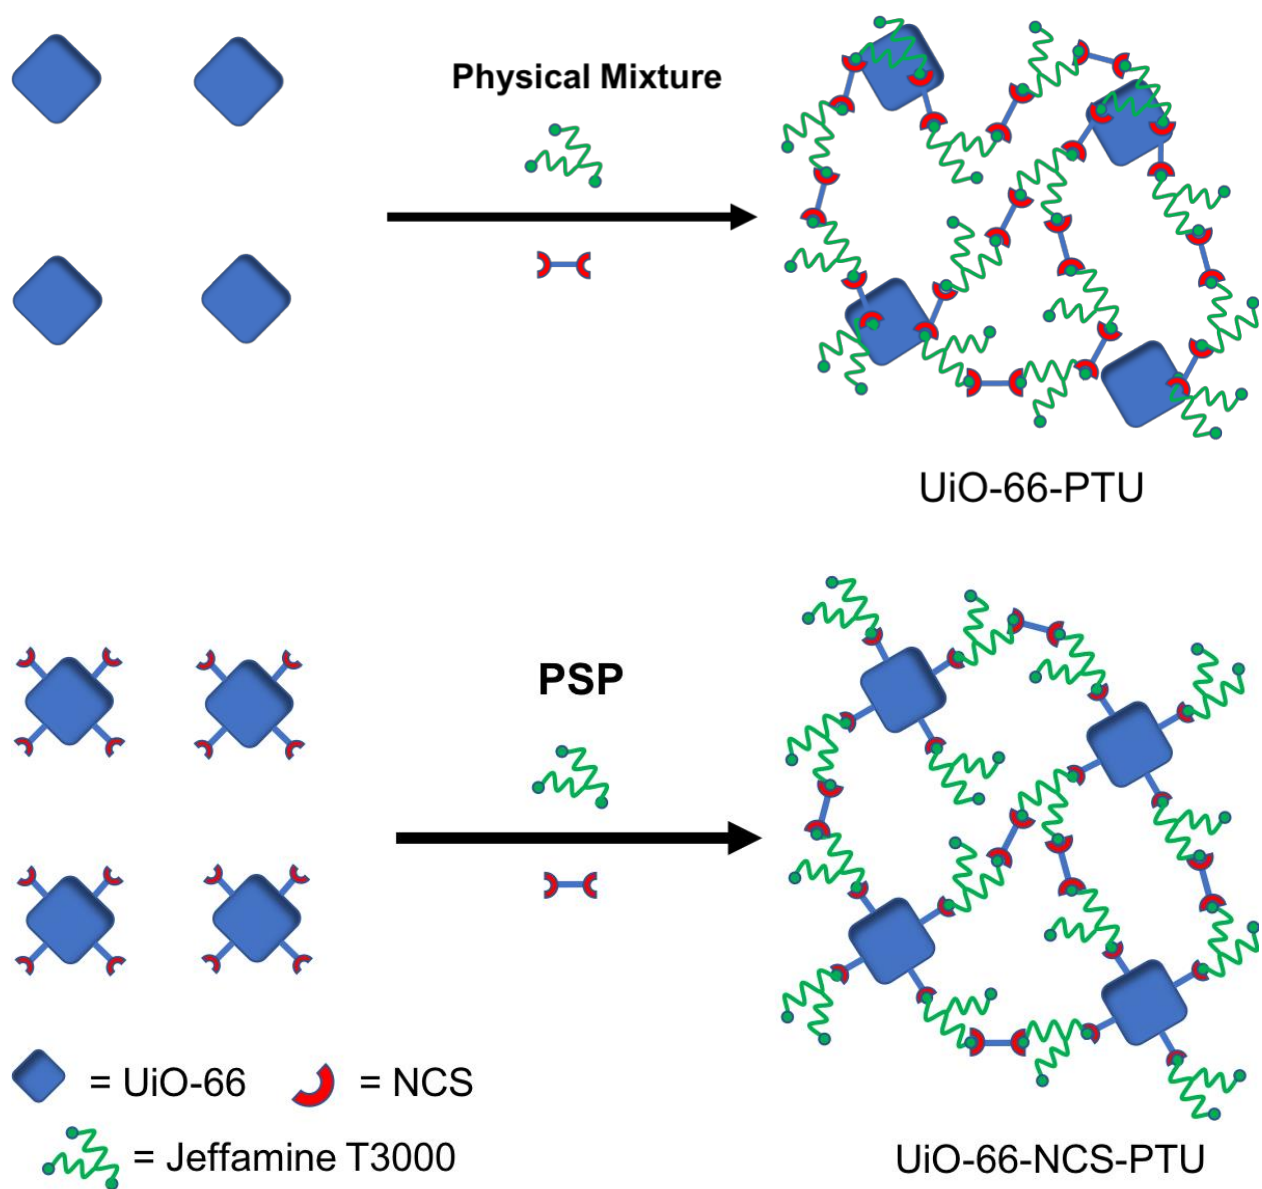 Physical Mixture
UiO-66-PTU
PSP
= UiO-66 = NCS
= Jeffamine T3000
UiO-66-NCS-PTU